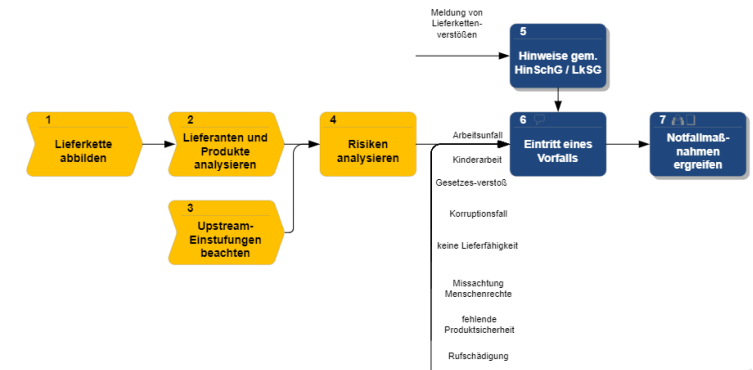 Meldung von
Lieferketten-
verstößen
5
Hinweise gem.
HinSchG / LkSG
1
Lieferkette
abbilden
2
Lieferanten und
Produkte
analysieren
4
Risiken
analysieren
Arbeitsunfall
Kinderarbeit
Gesetzes-verstoß
Korruptionsfall
keine Lieferfähigkeit
Missachtung
Menschenrechte
fehlende
Produktsicherheit
Rufschädigung
6
Eintritt eines
Vorfalls
7
Notfallmaß-
nahmen
ergreifen
3
Upstream-
Einstufungen
beachten